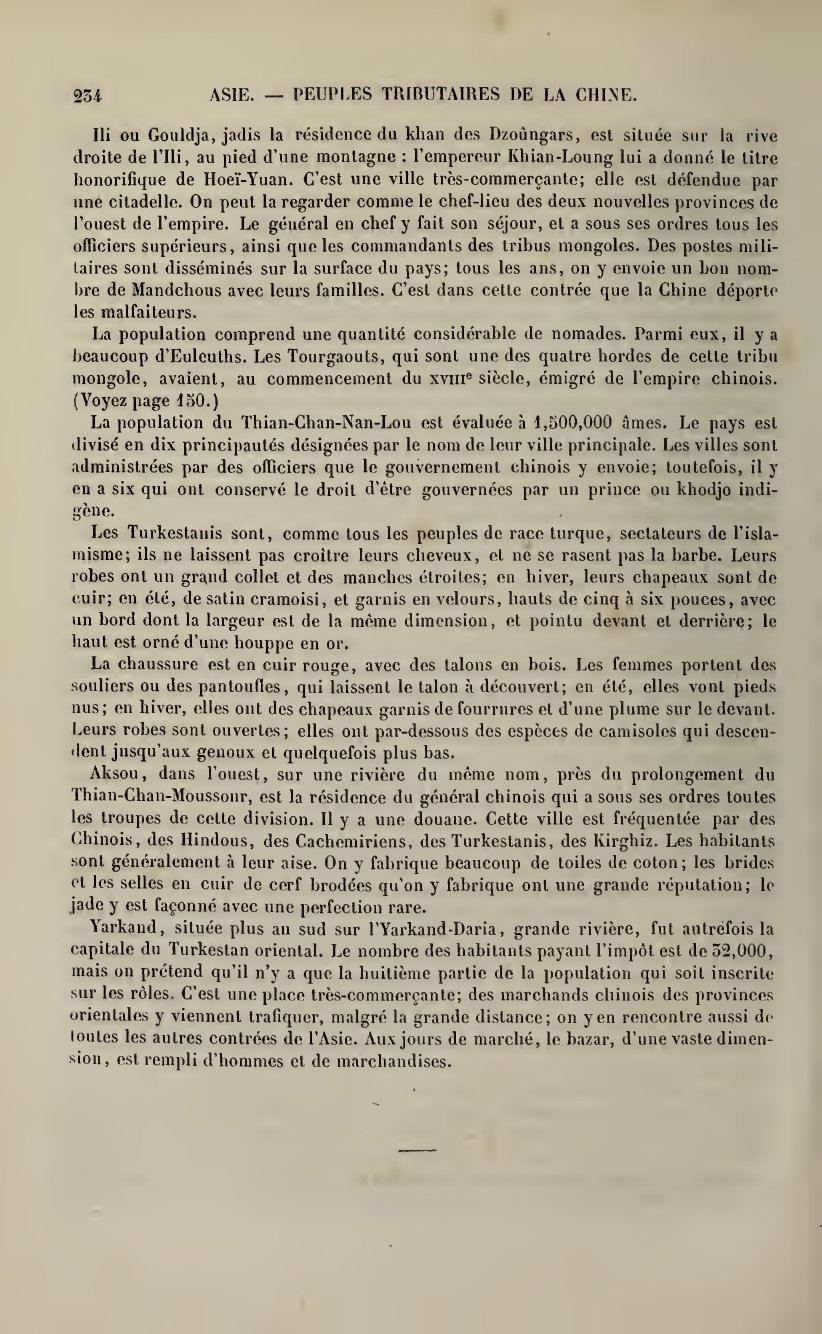 234 ASIE. — PEUPLES TRIBUTAIRES DE LA CHINE.
Ili ou Gouldja, jadis la résidence du khan des Dzoûngars, est située sur la rive
droite de l'Ili, au pied d'une montagne : l'empereur Khian-Loung lui a donné le titre
honorifique de Hoeï-Yuan. C'est une ville très-commerçante; elle est défendue par
une citadelle. On peut la regarder comme le chef-lieu des deux nouvelles provinces de
l'ouest de l'empire. Le général en chef y fait son séjour, et a sous ses ordres tous les
officiers supérieurs, ainsi que les commandants des tribus mongoles. Des postes mili-
taires sont disséminés sur la surface du pays; tous les ans, on y envoie un bon nom-
bre de Mandchous avec leurs familles. C'est dans cette contrée que la Chine déporte
les malfaiteurs.
La population comprend une quantité considérable de nomades. Parmi eux, il y a
beaucoup d'Euleuths. Les Tourgaouts, qui sont une des quatre hordes de cette tribu
mongole, avaient, au commencement du XVIIIe siècle, émigré de l'empire chinois.
(Voyez page 150.)
La population du Thian-Chan-Nan-Lou est évaluée à 1,500,000 âmes. Le pays est
divisé en dix principautés désignées par le nom de leur ville principale. Les villes sont
administrées par des officiers que le gouvernement chinois y envoie; toutefois, il y
en a six qui ont conservé le droit d'être gouvernées par un prince ou khodjo indi-
gène.
Les Turkestanis sont, comme tous les peuples de race turque, sectateurs de l'isla-
misme; ils ne laissent pas croître leurs cheveux, et ne se rasent pas la barbe. Leurs
robes ont un grand collet et des manches étroites; en hiver, leurs chapeaux sont de
cuir; en été, de satin cramoisi, et garnis en velours, hauts de cinq à six pouces, avec
un bord dont la largeur est de la même dimension, et pointu devant et derrière; le
haut est orné d'une houppe en or.
La chaussure est en cuir rouge, avec des talons en bois. Les femmes portent des
souliers ou des pantoufles, qui laissent le talon à découvert; en été, elles vont pieds
nus; en hiver, elles ont des chapeaux garnis de fourrures et d'une plume sur le devant.
Leurs robes sont ouvertes; elles ont par-dessous des espèces de camisoles qui descen-
dent jusqu'aux genoux et quelquefois plus bas.
Aksou, dans l'ouest, sur une rivière du même nom, près du prolongement du
Thian-Chan-Moussour, est la résidence du général chinois qui a sous ses ordres toutes
les troupes de cette division. Il y a une douane. Cette ville est fréquentée par des
Chinois, des Hindous, des Cachemiriens, des Turkestanis, des Kirghiz. Les habitants
sont généralement à leur aise. On y fabrique beaucoup de toiles de coton; les brides
et les selles en cuir de cerf brodées qu'on y fabrique ont une grande réputation; le
jade y est façonné avec une perfection rare.
Yarkand, située plus au sud sur l'Yarkand-Daria, grande rivière, fut autrefois la
capitale du Turkestan oriental. Le nombre des habitants payant l'impôt est de 32,000,
mais on prétend qu'il n'y a que la huitième partie de la population qui soit inscrite
sur les rôles. C'est une place très-commerçante; des marchands chinois des provinces
orientales y viennent trafiquer, malgré la grande distance; on y en rencontre aussi de
toutes les autres contrées de l'Asie. Aux jours de marché, le bazar, d'une vaste dimen-
sion, est rempli d'hommes et de marchandises.